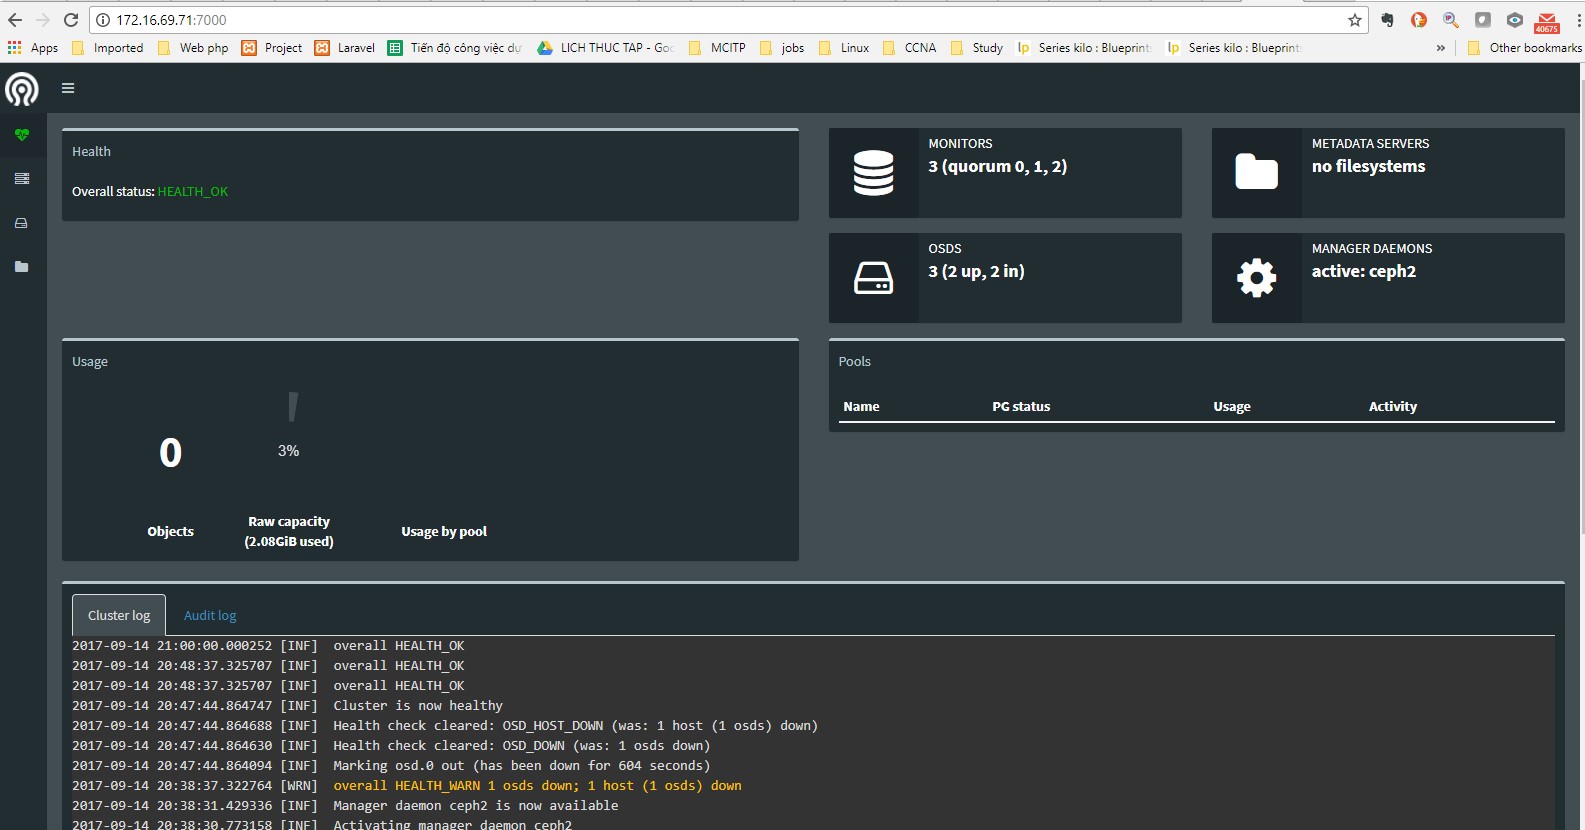 172.16.69.71:7000
40675
Apps Imported Web php Project Laravel Tiến độ công việc dự LICH THUC TAP - Goo MCITP jobs Linux CCNA Study Series kilo : Blueprint Series kilo : Blueprint » Other bookmarks
Health
Overall status: HEALTH_OK
MONITORS
3 (quorum 0, 1, 2)
METADATA SERVERS
no filesystems
OSDS
3 (2 up, 2 in)
MANAGER DAEMONS
active: ceph2
Usage
0
3%
Objects
Raw capacity
(2.08GiB used)
Usage by pool
Pools
Name PG status Usage Activity
Cluster log Audit log
2017-09-14 21:00:00.000252 [INF] overall HEALTH_OK
2017-09-14 20:48:37.325707 [INF] overall HEALTH_OK
2017-09-14 20:48:37.325707 [INF] overall HEALTH_OK
2017-09-14 20:47:44.864747 [INF] Cluster is now healthy
2017-09-14 20:47:44.864688 [INF] Health check cleared: OSD_HOST_DOWN (was: 1 host (1 osds) down)
2017-09-14 20:47:44.864630 [INF] Health check cleared: OSD_DOWN (was: 1 osds down)
2017-09-14 20:47:44.864094 [INF] Marking osd.0 out (has been down for 604 seconds)
2017-09-14 20:38:37.322764 [WRN] overall HEALTH_WARN 1 osds down; 1 host (1 osds) down
2017-09-14 20:38:31.429336 [INF] Manager daemon ceph2 is now available
2017-09-14 20:38:30.773158 [INF] Activating manager daemon ceph2